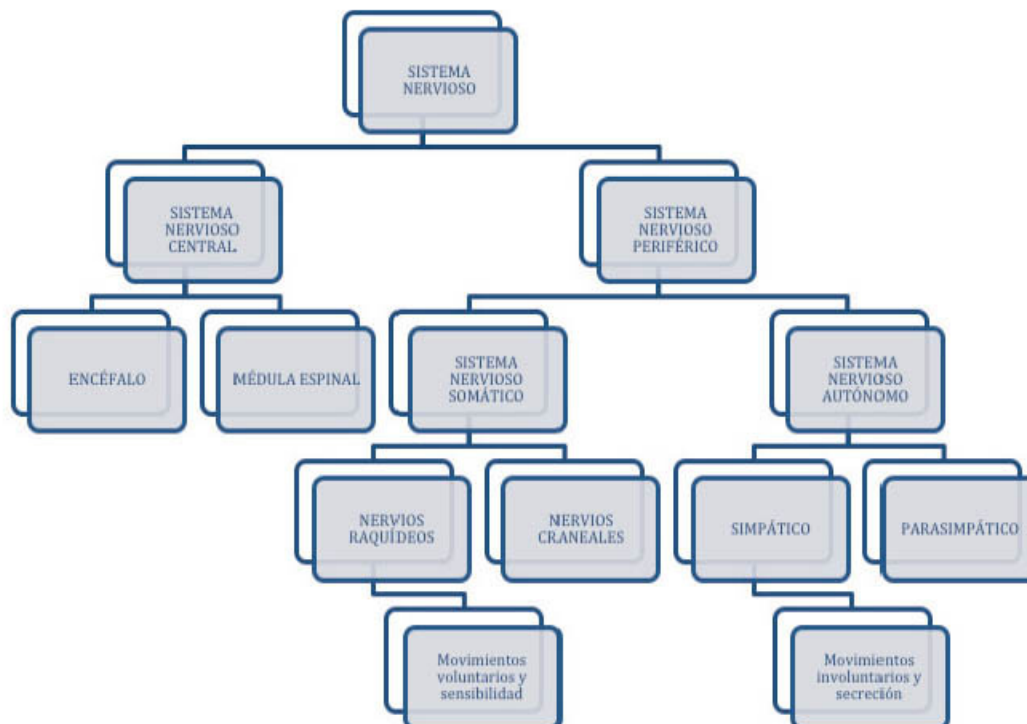 SISTEMA
NERVIOSO
SISTEMA
NERVIOSO
CENTRAL
SISTEMA
NERVIOSO
PERIFÉRICO
ENCÉFALO
MÉDULA ESPINAL
SISTEMA
NERVIOSO
SOMÁTICO
SISTEMA
NERVIOSO
AUTÓNOMO
NERVIOS
RAQUÍDEOS
NERVIOS
CRANEALES
SIMPÁTICO
PARASIMPÁTICO
Movimientos
voluntarios y
sensibilidad
Movimientos
involuntarios y
secreción